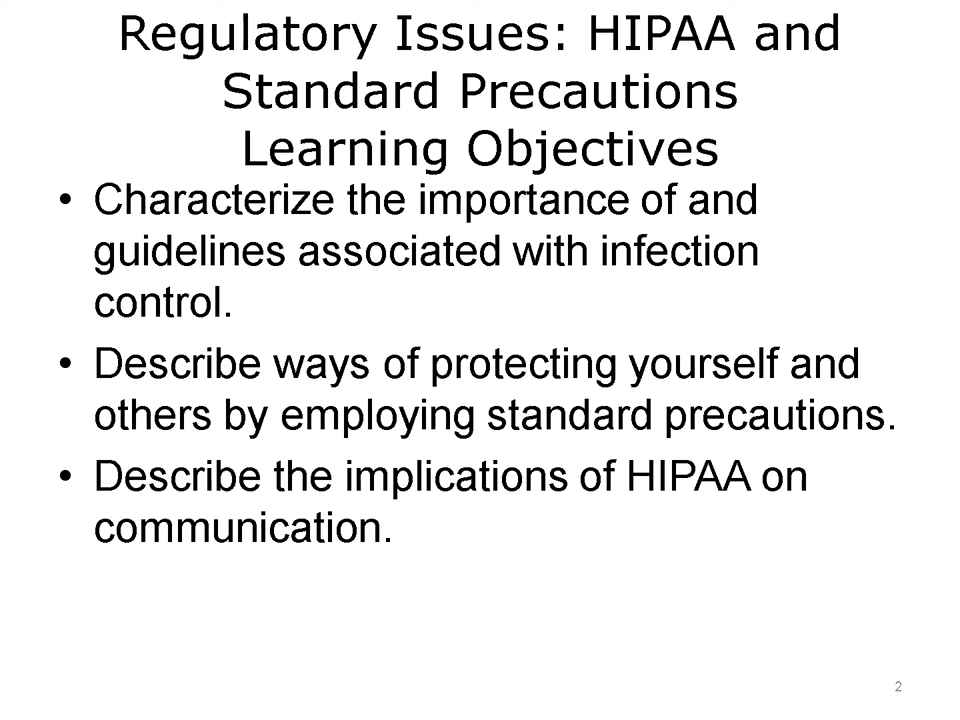 Regulatory Issues: HIPAA and
Standard Precautions
Learning Objectives
• Characterize the importance of and
guidelines associated with infection
control.
• Describe ways of protecting yourself and
others by employing standard precautions.
• Describe the implications of HIPAA on
communication.
2